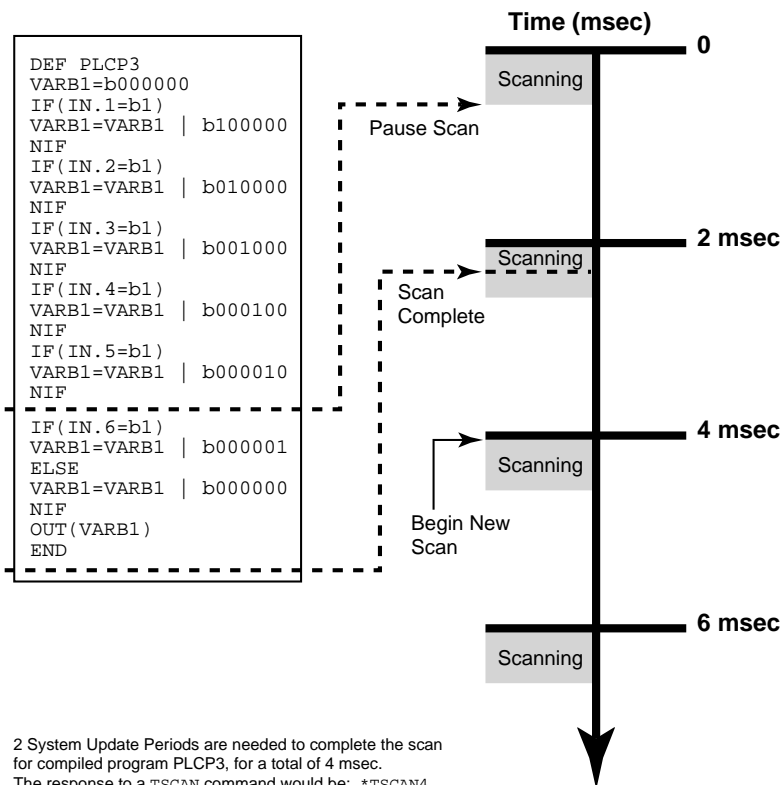 DEF PLCP3
VARB1=b000000
IF(IN.1=b1)
VARB1=VARB1 | b100000
NIF
IF(IN.2=b1)
VARB1=VARB1 | b010000
NIF
IF(IN.3=b1)
VARB1=VARB1 | b001000
NIF
IF(IN.4=b1)
VARB1=VARB1 | b000100
NIF
IF(IN.5=b1)
VARB1=VARB1 | b000010
NIF
IF(IN.6=b1)
VARB1=VARB1 | b000001
ELSE
VARB1=VARB1 | b000000
NIF
OUT(VARB1)
END
Time (msec)
0
Scanning
Pause Scan
2 msec
Scanning
Scan
Complete
4 msec
Scanning
Begin New
Scan
6 msec
Scanning
2 System Update Periods are needed to complete the scan
for compiled program PLCP3, for a total of 4 msec.
The response to a TSCAN command would be: *TSCAN4